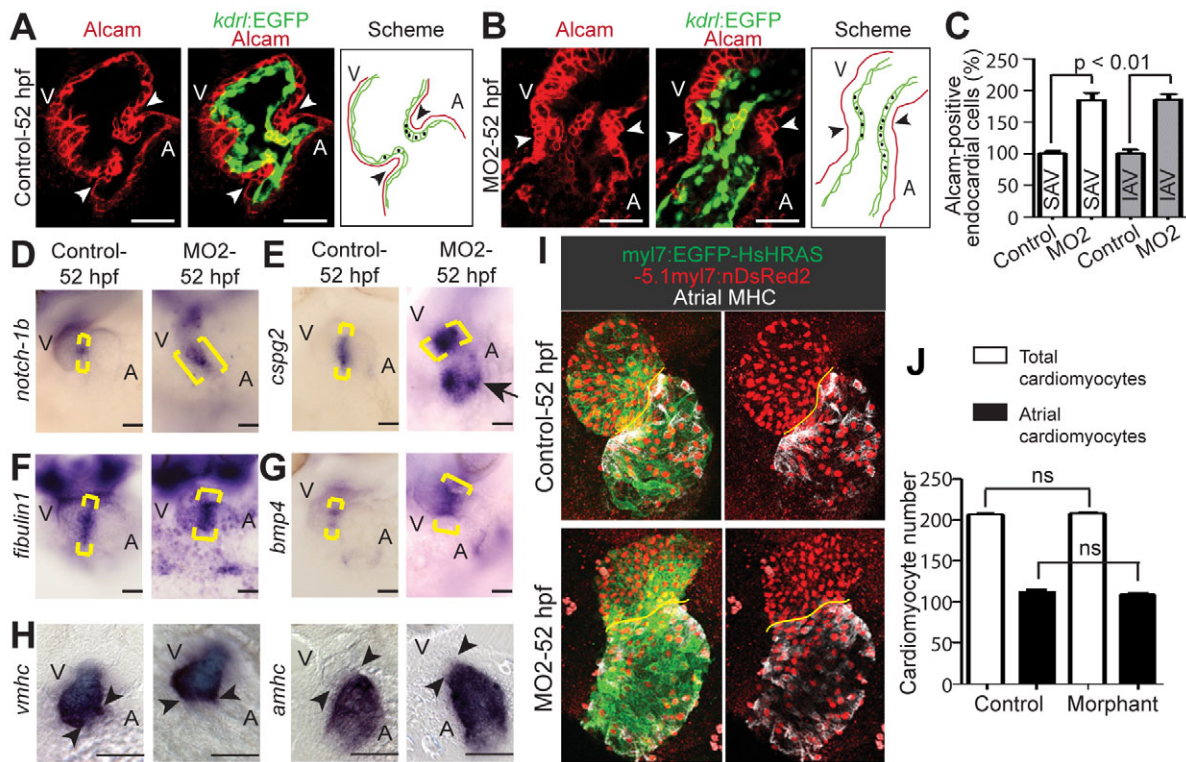 A
Alcam
kdrl:EGFP
Alcam
Scheme
Control-52 hpf
V
A
V
A
V
A
B
Alcam
kdrl:EGFP
Alcam
Scheme
MO2-52 hpf
V
A
V
A
V
A
C
Alcam-positive
endocardial cells (%)
p < 0.01
250
200
150
100
50
0
SAV
SAV
IAV
IAV
Control
MO2
Control
MO2
D
Control-
52 hpf
MO2-
52 hpf
notch-1b
V
A
V
A
E
Control-
52 hpf
MO2-
52 hpf
cspg2
V
A
V
A
F
fibulin1
V
A
V
A
G
bmp4
V
A
V
A
H
vmhc
V
A
V
A
amhc
V
A
V
A
I
myl7:EGFP-HsHRAS
-5.1myl7:nDsRed2
Atrial MHC
Control-52 hpf
MO2-52 hpf
J
Total
cardiomyocytes
Atrial
cardiomyocytes
Cardiomyocyte number
250
200
150
100
50
0
ns
ns
Control
Morphant